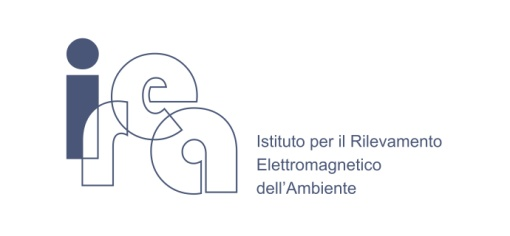 irea
Istituto per il Rilevamento
Elettromagnetico
dell'Ambiente